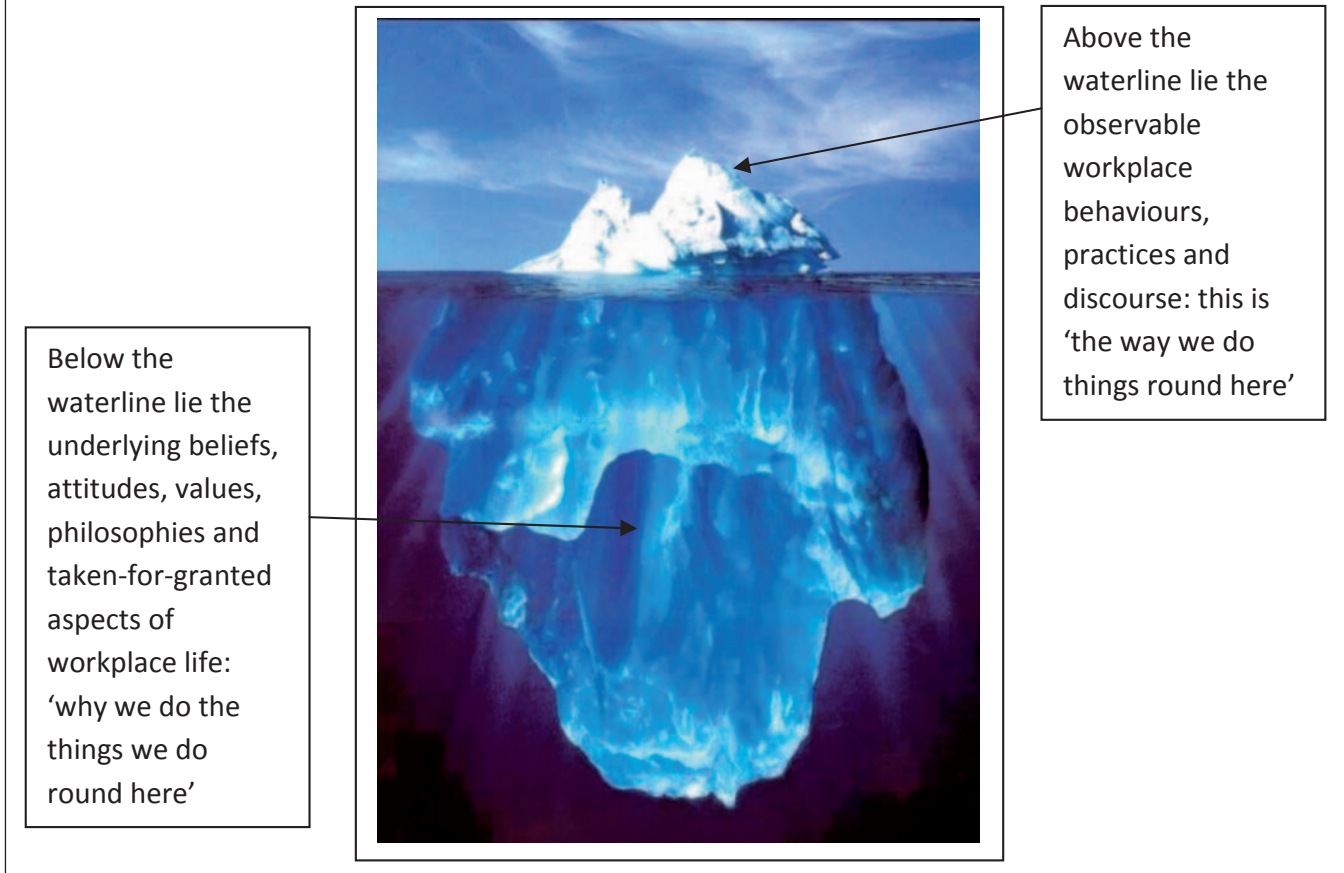 Above the
waterline lie the
observable
workplace
behaviours,
practices and
discourse: this is
‘the way we do
things round here’
Below the
waterline lie the
underlying beliefs,
attitudes, values,
philosophies and
taken-for-granted
aspects of
workplace life:
‘why we do the
things we do
round here’